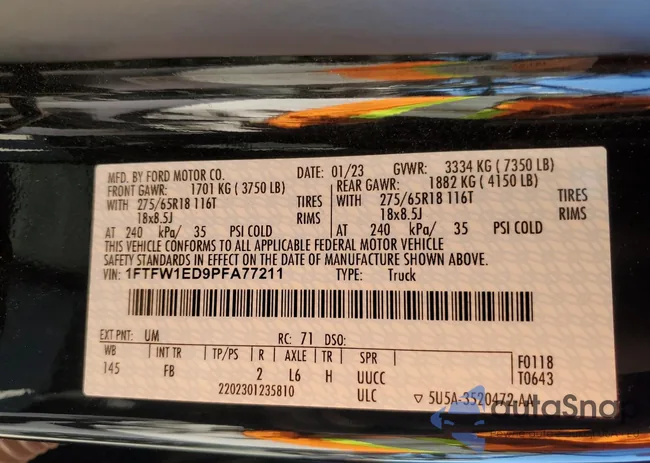 MFD. BY FORD MOTOR CO. DATE: 01/23 GVWR: 3334 KG (7350 LB)
FRONT GAWR: 1701 KG (3750 LB) REAR GAWR: 1882 KG (4150 LB)
WITH 275/65R18 116T TIRES WITH 275/65R18 116T TIRES
18x8.5J RIMS 18x8.5J RIMS
AT 240 kPa/ 35 PSI COLD AT 240 kPa/ 35 PSI COLD
THIS VEHICLE CONFORMS TO ALL APPLICABLE FEDERAL MOTOR VEHICLE
SAFETY STANDARDS IN EFFECT ON THE DATE OF MANUFACTURE SHOWN ABOVE.
VIN: 1FTFW1ED9PFA77211 TYPE: Truck
EXT PNT: UM RC: 71 DSO:
WB INT TR TP/PS R AXLE TR SPR
145 FB 2 L6 H UUCC
F0118
T0643
2202301235810 ULC ▽ 5U5A-3520472-AA
autoSnap